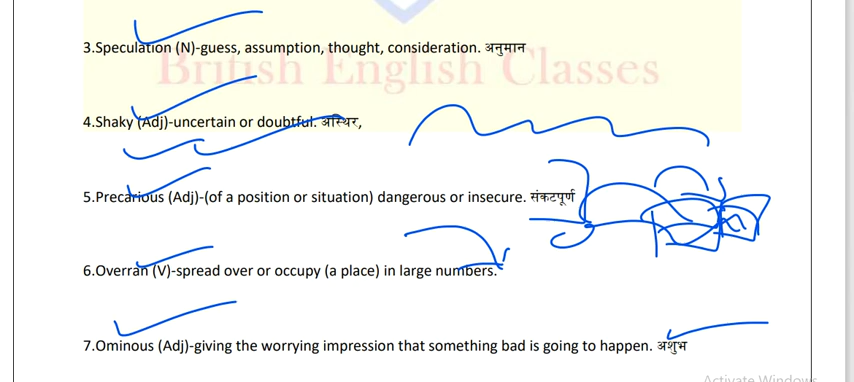 3.Speculation (N)-guess, assumption, thought, consideration. अनुमान
British English Classes
4.Shaky (Adj)-uncertain or doubtful. अस्थिर,
5.Precarious (Adj)-(of a position or situation) dangerous or insecure. संकटपूर्ण
6.Overran (V)-spread over or occupy (a place) in large numbers.
7.Ominous (Adj)-giving the worrying impression that something bad is going to happen. अशुभ
Activate Windows